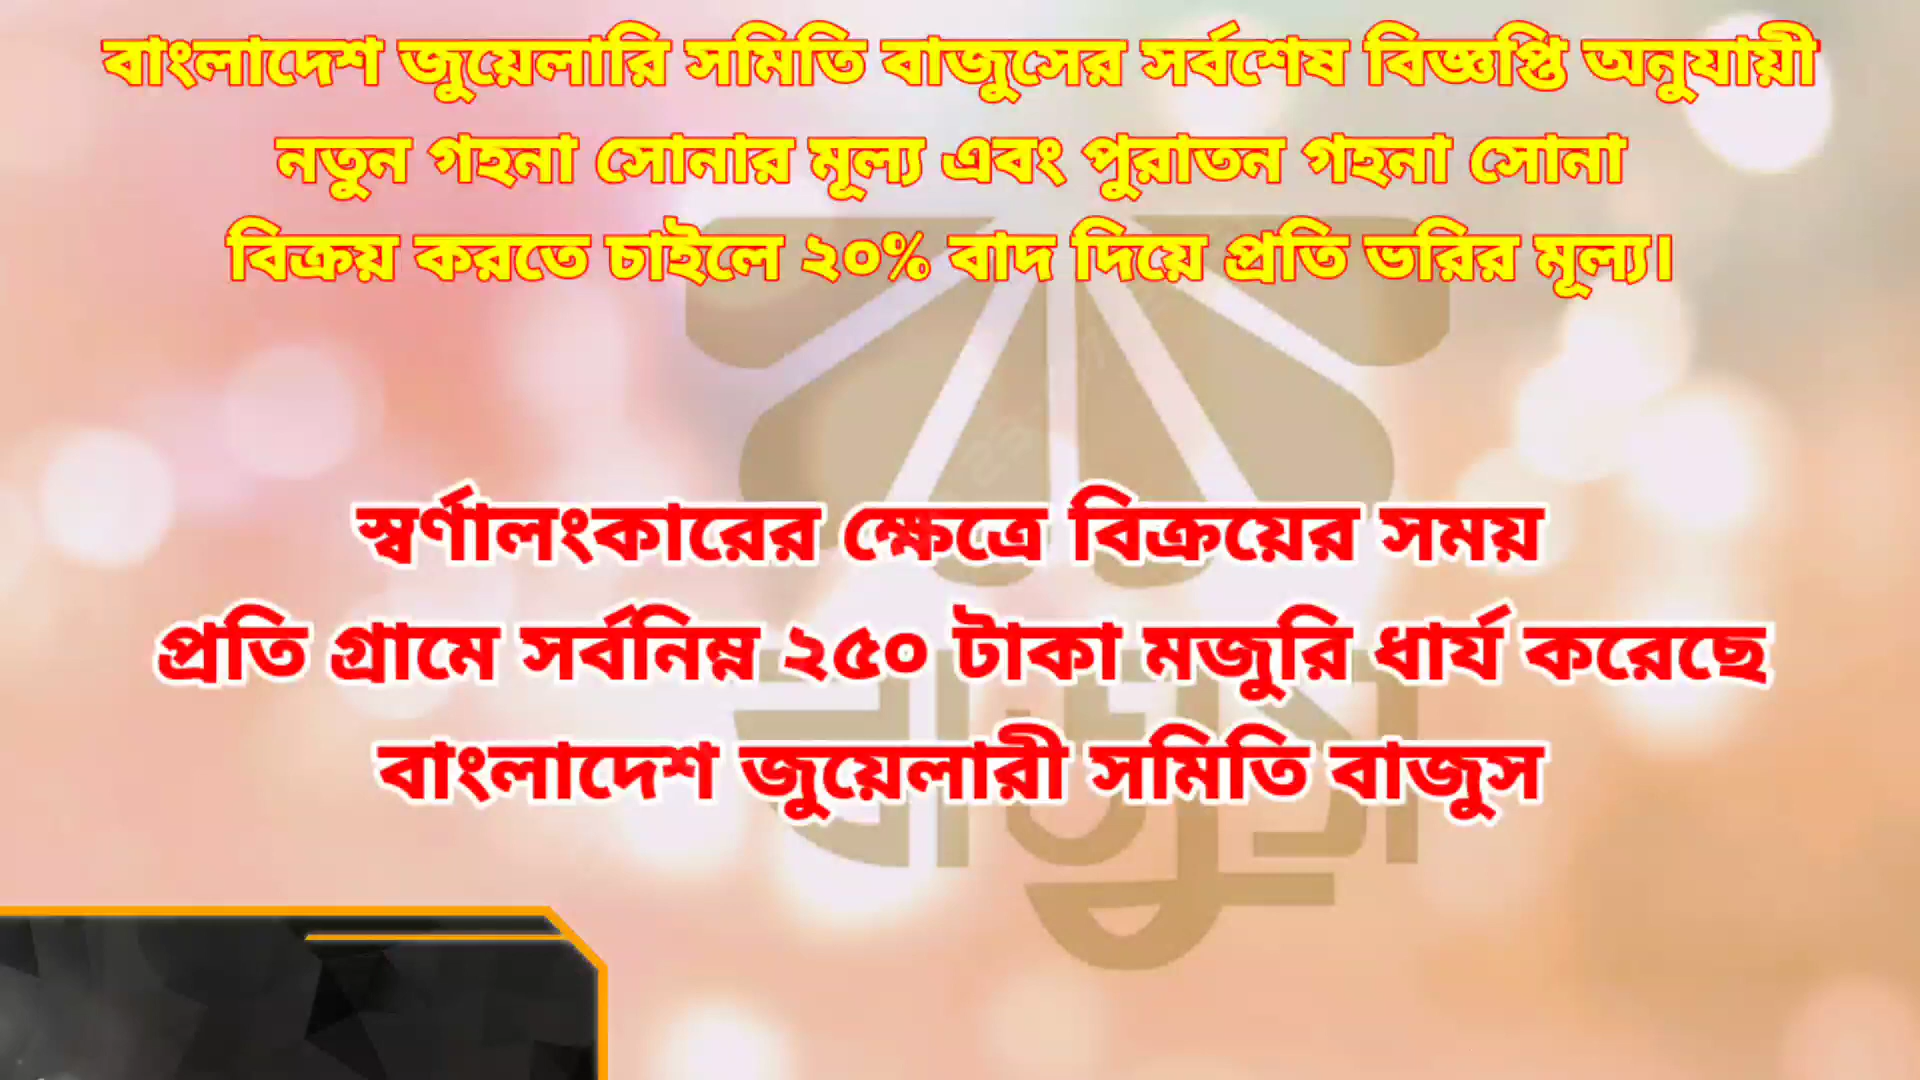 বাংলাদেশ জুয়েলারি সমিতি বাজুসের সর্বশেষ বিজ্ঞপ্তি অনুযায়ী
নতুন গহনা সোনার মূল্য এবং পুরাতন গহনা সোনা
বিক্রয় করতে চাইলে ২০% বাদ দিয়ে প্রতি ভরির মূল্য।
স্বর্ণালংকারের ক্ষেত্রে বিক্রয়ের সময়
প্রতি গ্রামে সর্বনিম্ন ২৫০ টাকা মজুরি ধার্য করেছে
বাংলাদেশ জুয়েলারী সমিতি বাজুস
বাজুস